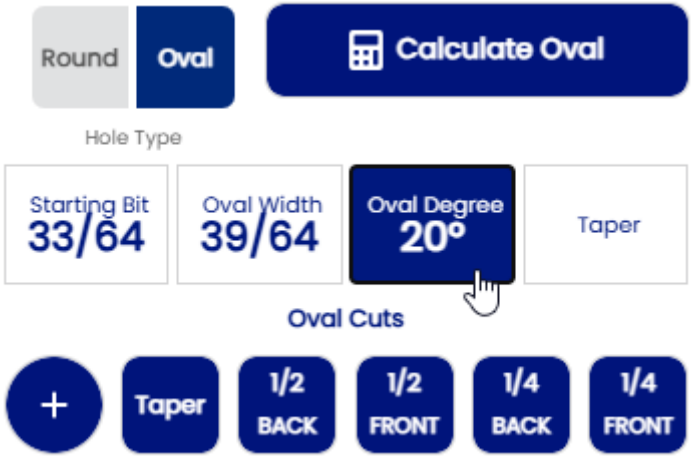 Round
Oval
Calculate Oval
Hole Type
Starting Bit
33/64
Oval Width
39/64
Oval Degree
20º
Taper
Oval Cuts
+
Taper
1/2
BACK
1/2
FRONT
1/4
BACK
1/4
FRONT